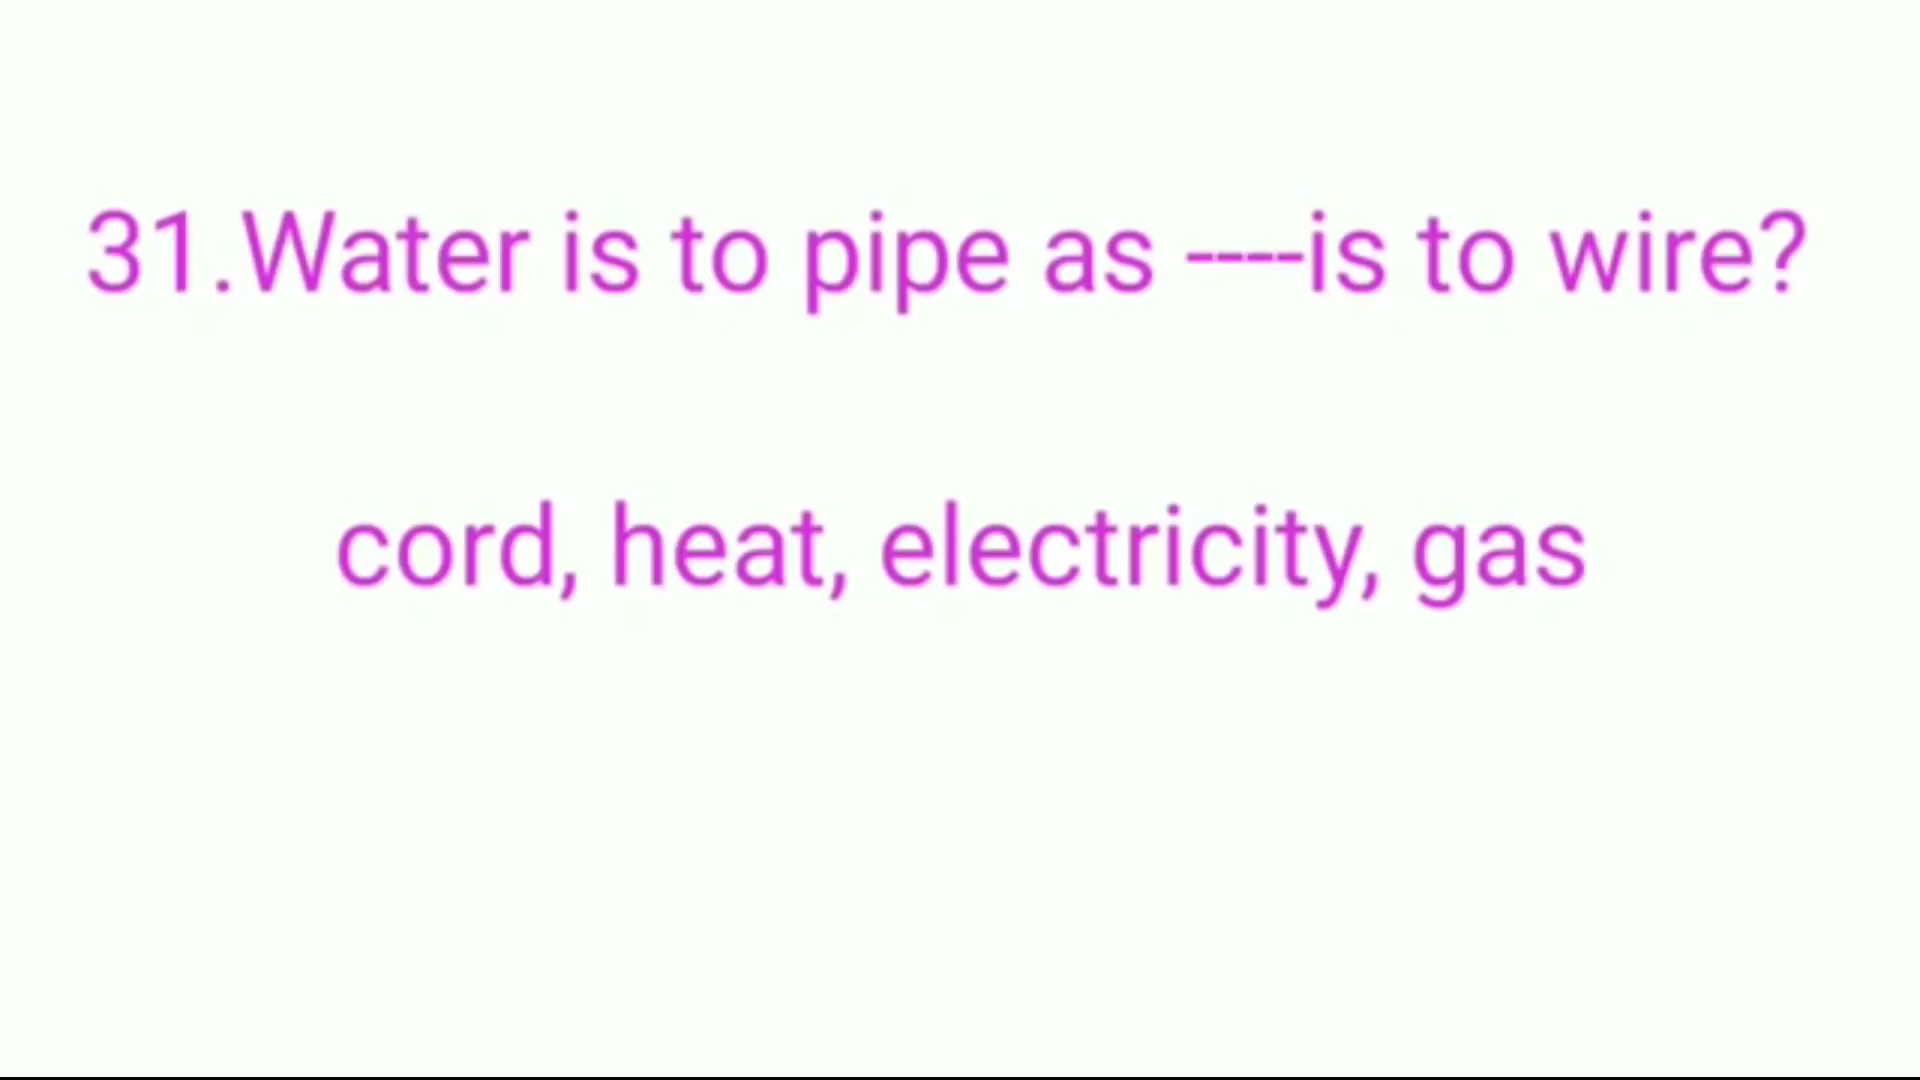 31.Water is to pipe as ----is to wire?
cord, heat, electricity, gas